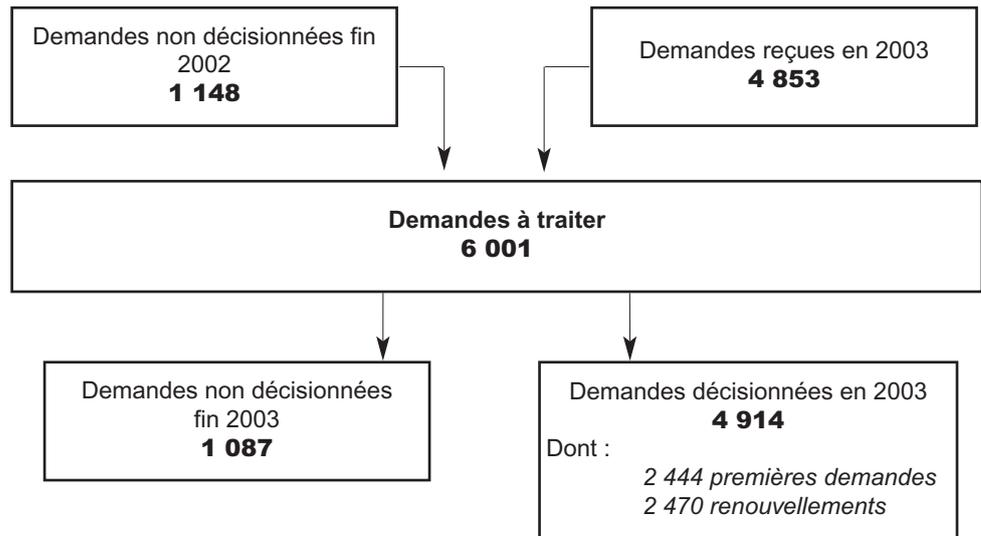 Demandes non décisionnées fin
2002
1 148
Demandes reçues en 2003
4 853
Demandes à traiter
6 001
Demandes non décisionnées
fin 2003
1 087
Demandes décisionnées en 2003
4 914
Dont :
2 444 premières demandes
2 470 renouvellements